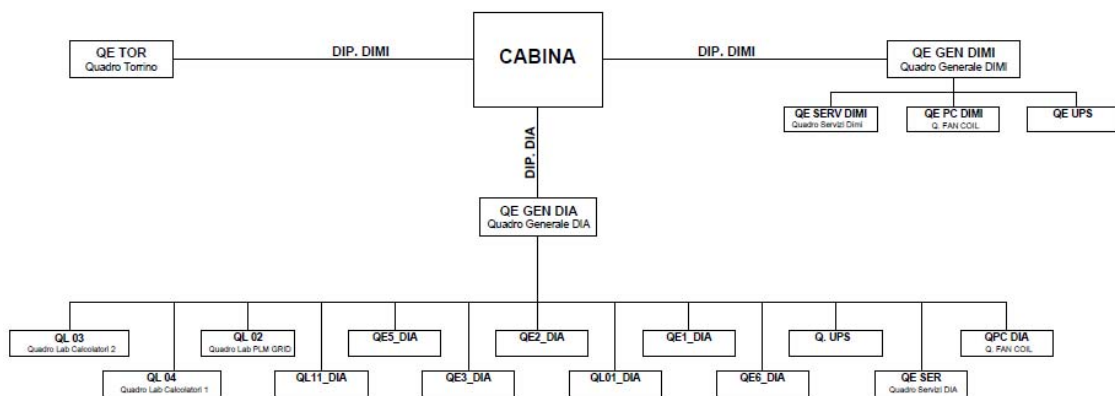 CABINA
QE TOR
Quadro Torrino
DIP. DIMI
DIP. DIMI
QE GEN DIMI
Quadro Generale DIMI
QE SERV DIMI
Quadro Servizi Dimi
QE PC DIMI
Q. FAN COIL
QE UPS
DIP. DIA
QE GEN DIA
Quadro Generale DIA
QL 03
Quadro Lab Calcolatori 2
QL 02
Quadro Lab PLM GRID
QE5_DIA
QE2_DIA
QE1_DIA
Q. UPS
QPC DIA
Q. FAN COIL
QL 04
Quadro Lab Calcolatori 1
QL11_DIA
QE3_DIA
QL01_DIA
QE6_DIA
QE SER
Quadro Servizi DIA